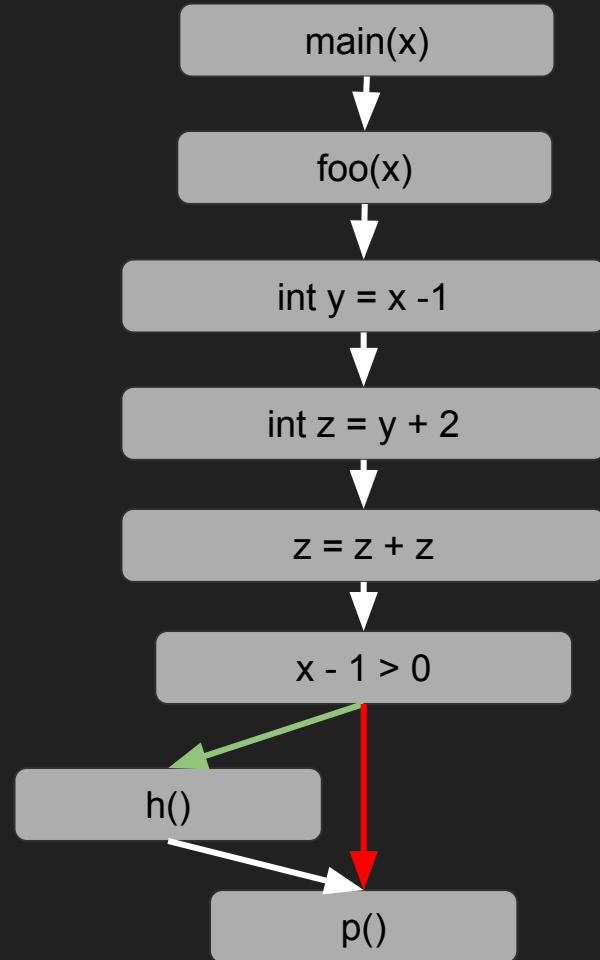 main(x)
foo(x)
int y = x -1
int z = y + 2
z = z + z
x - 1 > 0
h()
p()